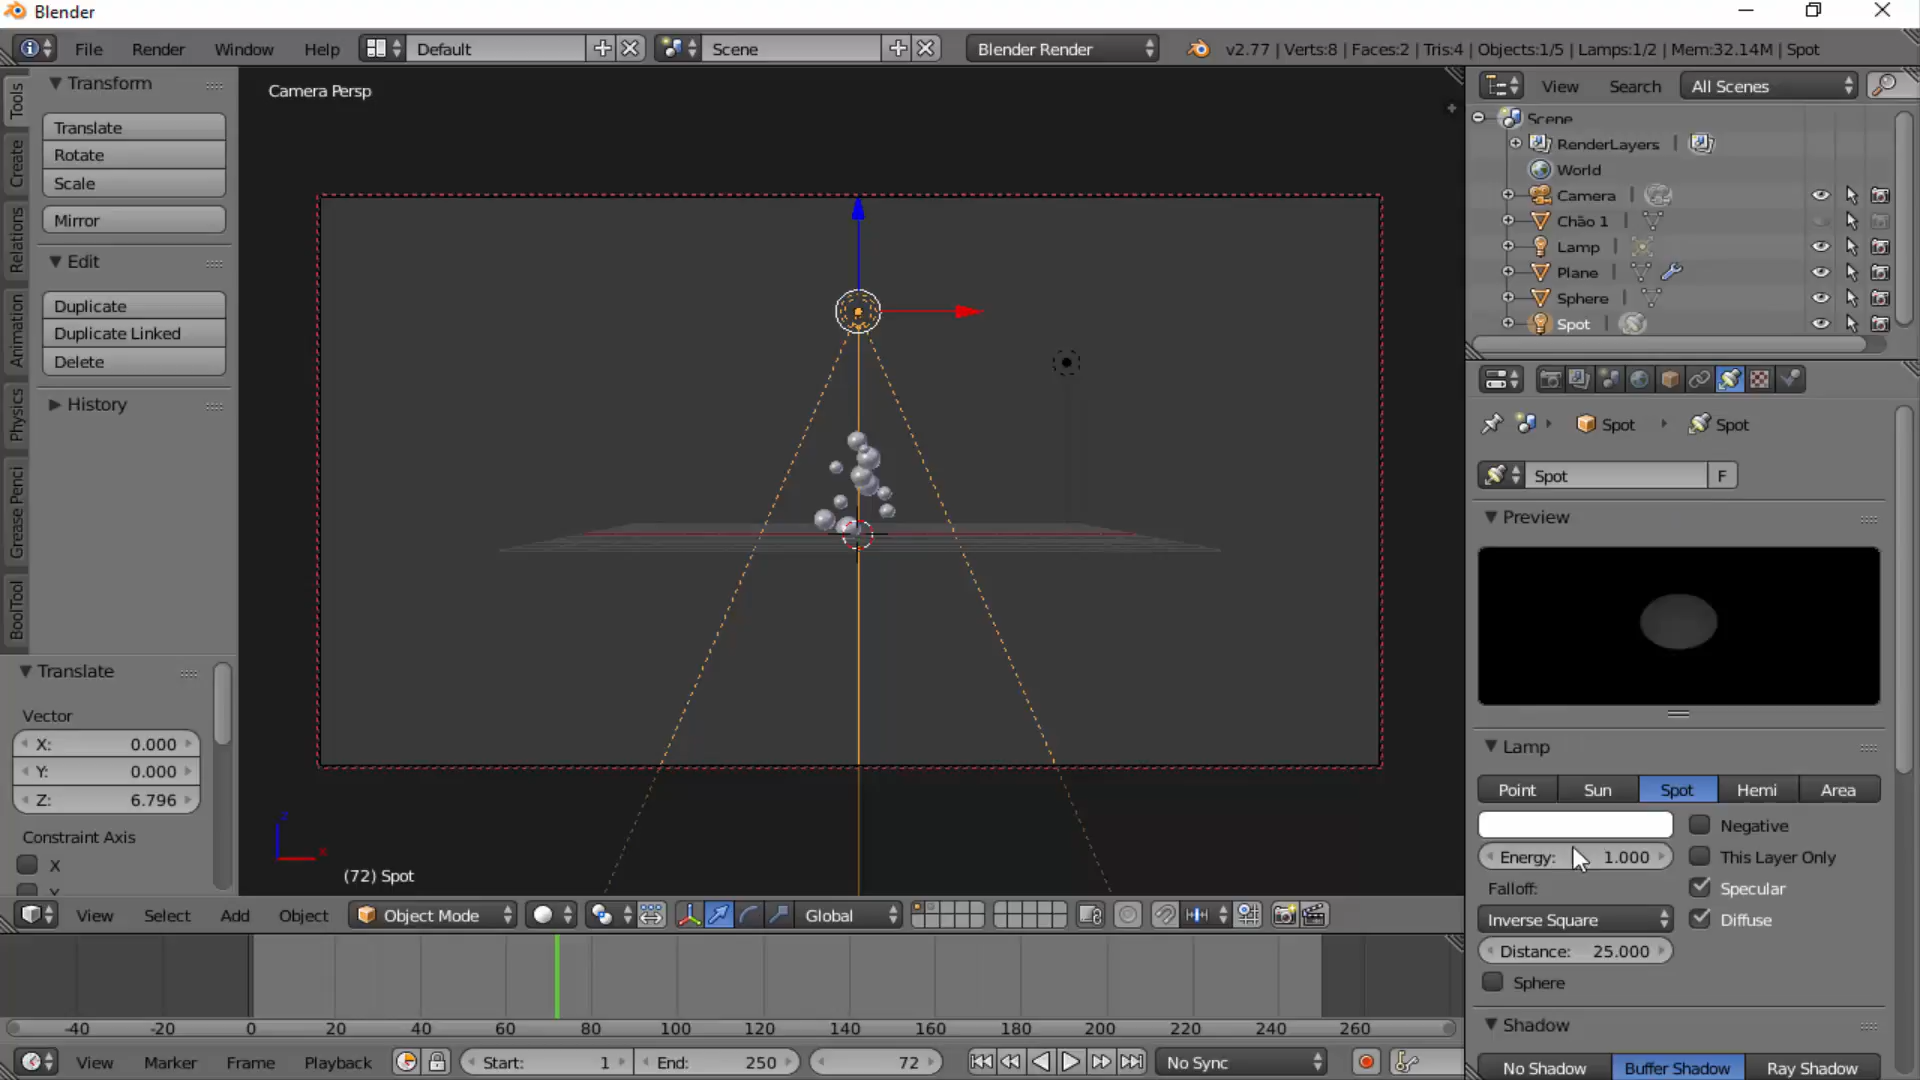 Blender
File Render Window Help Default Scene Blender Render v2.77 | Verts:8 | Faces:2 | Tris:4 | Objects:1/5 | Lamps:1/2 | Mem:32.14M | Spot
Tools
Create
Relations
Animation
Physics
Grease Penci
BoolTool
Transform
Translate
Rotate
Scale
Mirror
Edit
Duplicate
Duplicate Linked
Delete
History
Translate
Vector
X: 0.000
Y: 0.000
Z: 6.796
Constraint Axis
X
Y
Camera Persp
z
x
(72) Spot
View Select Add Object Object Mode Global
-40 -20 0 20 40 60 80 100 120 140 160 180 200 220 240 260
View Marker Frame Playback Start: 1 End: 250 72 No Sync
View Search All Scenes
Scene
RenderLayers
World
Camera
Chão 1
Lamp
Plane
Sphere
Spot
Spot Spot
Spot F
Preview
Lamp
Point Sun Spot Hemi Area
Negative
Energy: 1.000 This Layer Only
Falloff: Specular
Inverse Square Diffuse
Distance: 25.000
Sphere
Shadow
No Shadow Buffer Shadow Ray Shadow